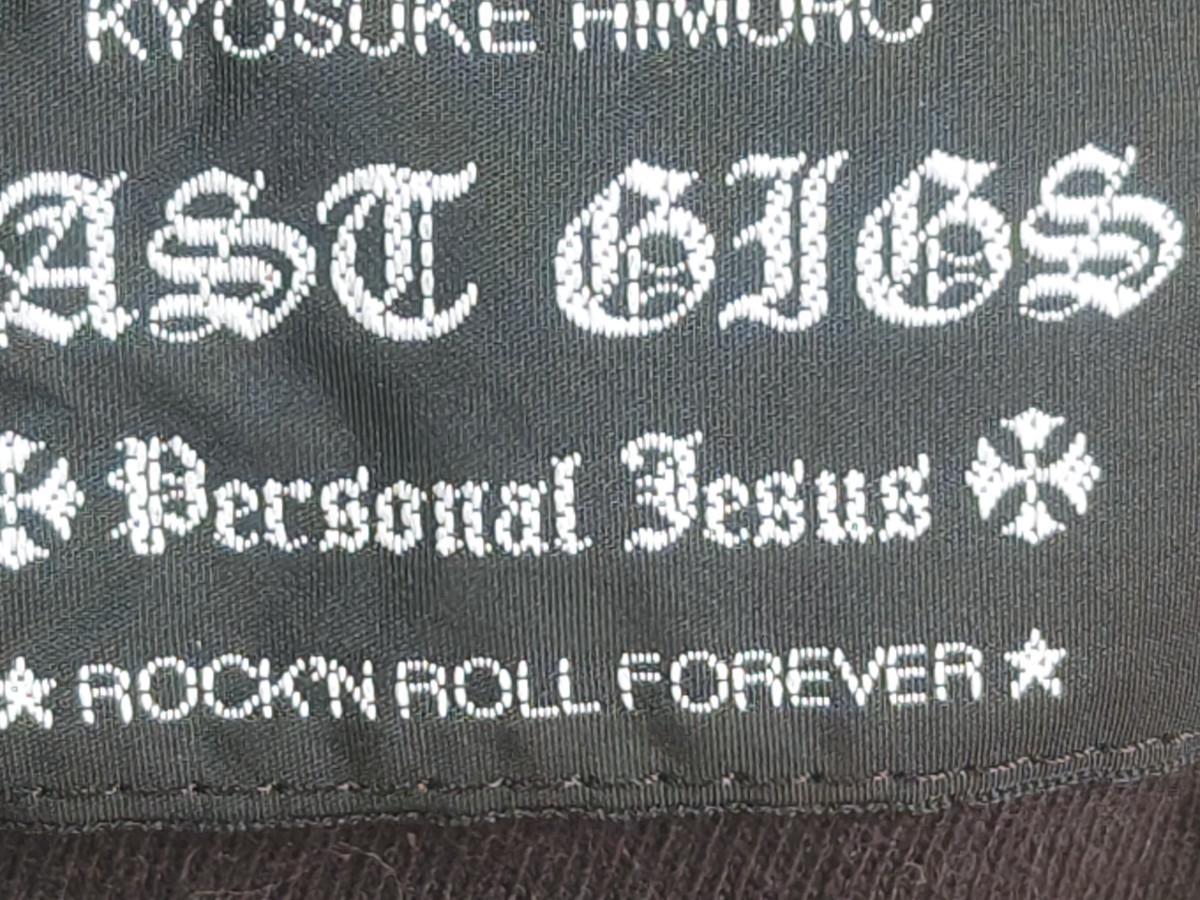 KYOSUKE HIMURO
AST GIGS
Personal Jesus
ROCK'N ROLL FOREVER